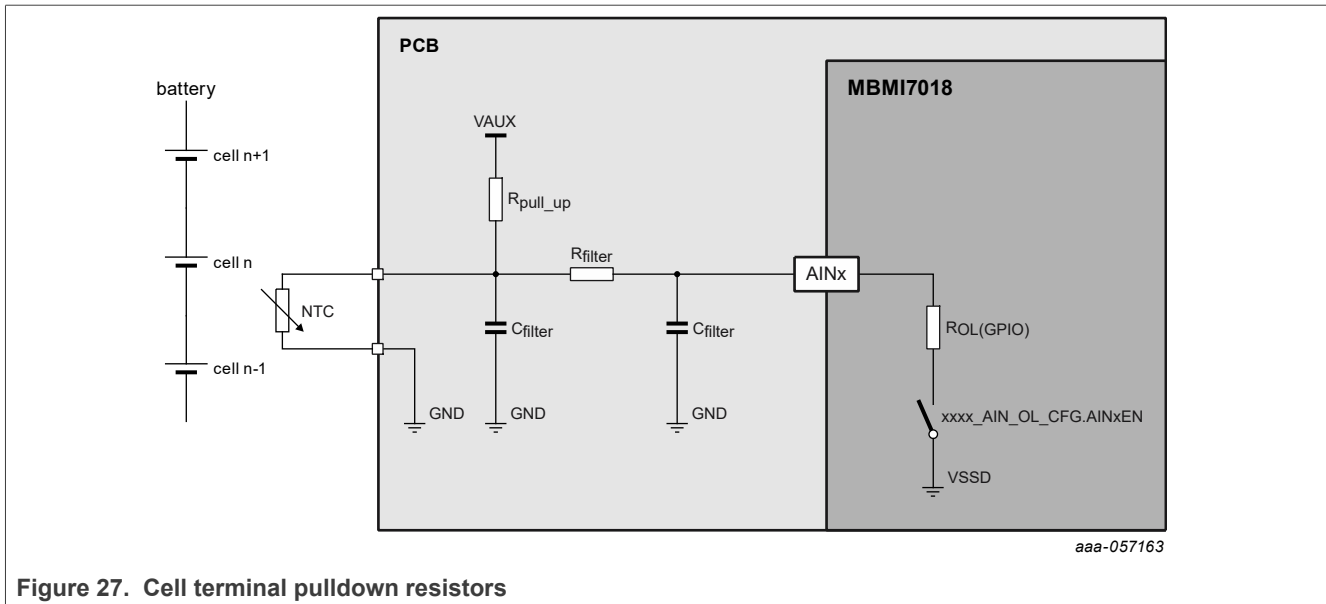 PCB
MBMI7018
battery
VAUX
cell n+1
Rpull_up
Rfilter
cell n
AINx
NTC
Cfilter
Cfilter
ROL(GPIO)
cell n-1
GND
GND
GND
xxxx_AIN_OL_CFG.AINxEN
VSSD
aaa-057163
Figure 27. Cell terminal pulldown resistors